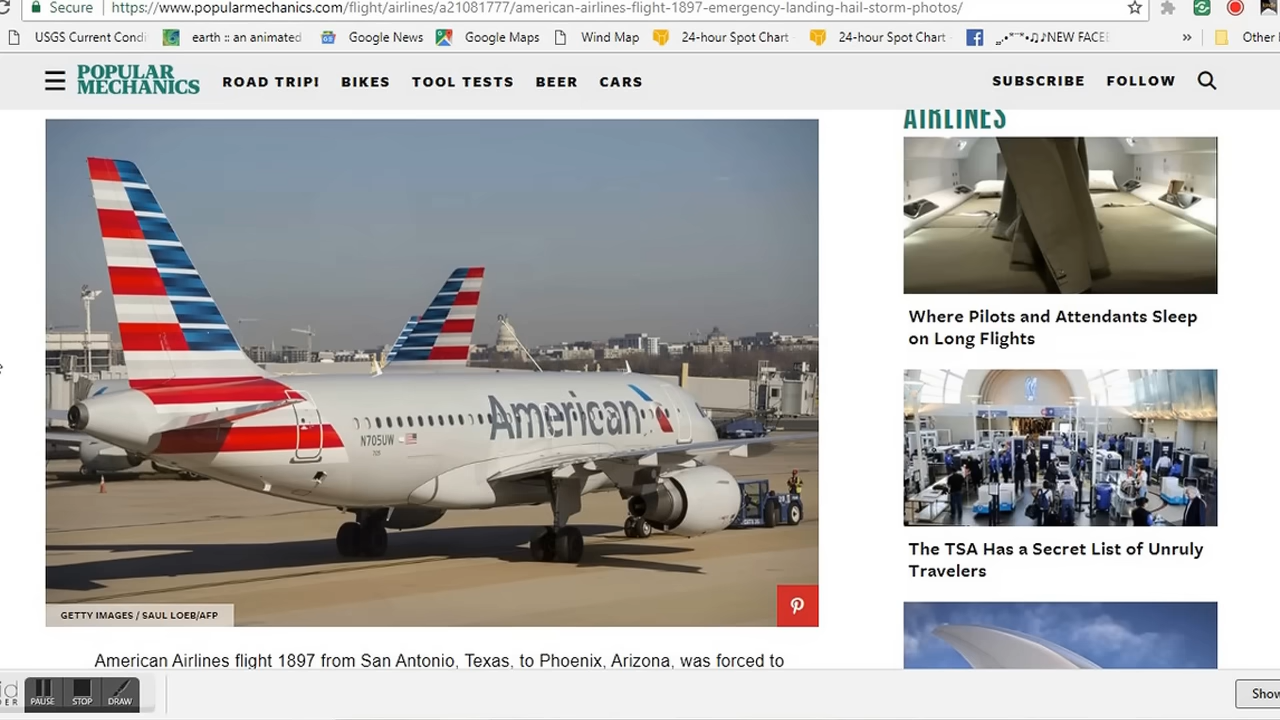 Secure
https://www.popularmechanics.com/flight/airlines/a21081777/american-airlines-flight-1897-emergency-landing-hail-storm-photos/
USGS Current Condi
earth :: an animated
Google News
Google Maps
Wind Map
24-hour Spot Chart
24-hour Spot Chart
NEW FACE
»
Other
POPULAR
MECHANICS
ROAD TRIP!
BIKES
TOOL TESTS
BEER
CARS
SUBSCRIBE
FOLLOW
AIRLINES
American
N705UW
705
Where Pilots and Attendants Sleep
on Long Flights
The TSA Has a Secret List of Unruly
Travelers
GETTY IMAGES / SAUL LOEB/AFP
American Airlines flight 1897 from San Antonio, Texas, to Phoenix, Arizona, was forced to
PAUSE
STOP
DRAW
Show